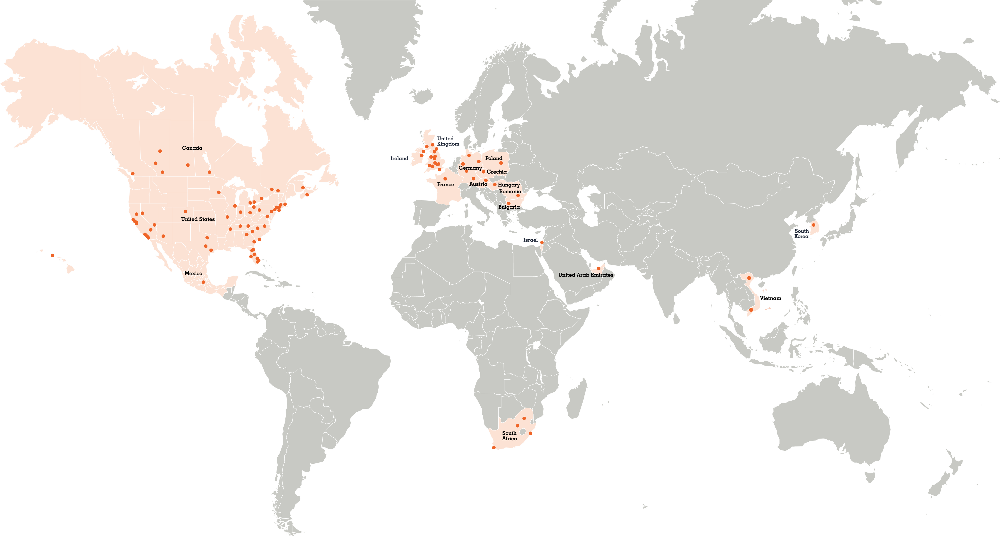 United
Kingdom
Canada
Ireland
Poland
Germany
Czechia
France
Austria
Hungary
Romania
Bulgaria
United States
South
Korea
Israel
Mexico
United Arab Emirates
Vietnam
South
Africa